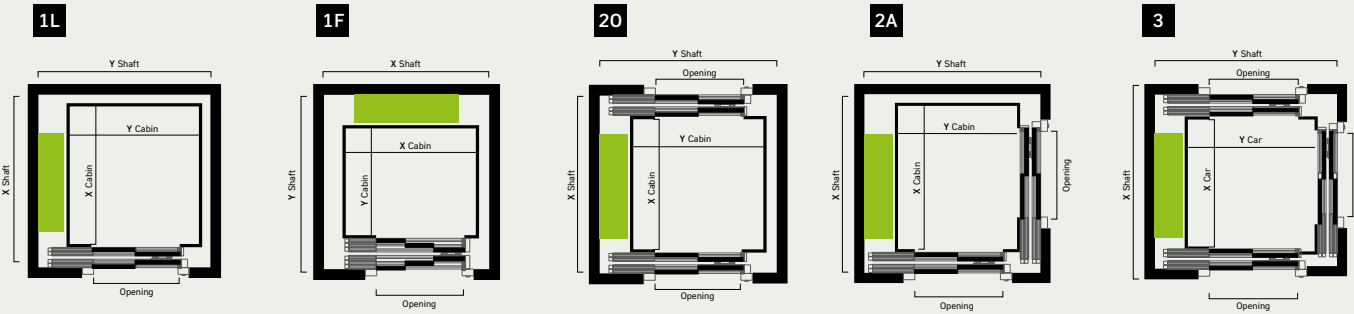 1L
Y Shaft
X Shaft
Y Cabin
X Cabin
Opening
1F
X Shaft
Y Shaft
X Cabin
Y Cabin
Opening
2O
Y Shaft
Opening
X Shaft
Y Cabin
X Cabin
Opening
2A
Y Shaft
X Shaft
Y Cabin
X Cabin
Opening
Opening
3
Y Shaft
Opening
X Shaft
Y Car
X Car
Opening